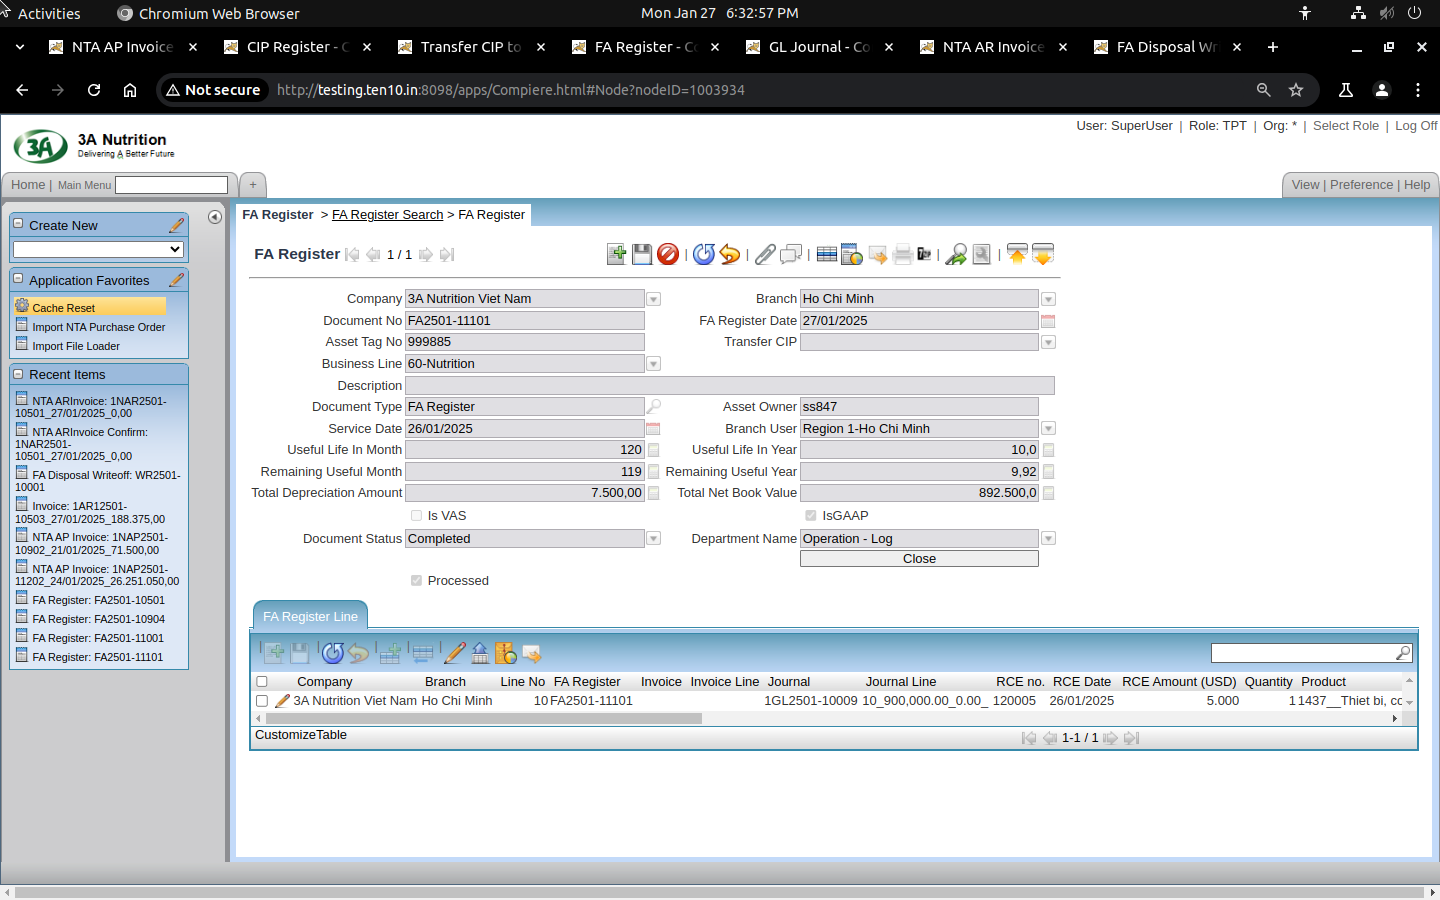 Activities
Chromium Web Browser
Mon Jan 27 6:32:57 PM
NTA AP Invoice
CIP Register - C
Transfer CIP to
FA Register - Co
GL Journal - Co
NTA AR Invoice
FA Disposal Wr
Not secure
http://testing.ten10.in:8098/apps/Compiere.html#Node?nodeID=1003934
3A
3A Nutrition
Delivering A Better Future
User: SuperUser | Role: TPT | Org: * | Select Role | Log Off
Home | Main Menu
+
View | Preference | Help
Create New
Application Favorites
Cache Reset
Import NTA Purchase Order
Import File Loader
Recent Items
NTA ARInvoice: 1NAR2501-
10501_27/01/2025_0,00
NTA ARInvoice Confirm:
1NAR2501-
10501_27/01/2025_0,00
FA Disposal Writeoff: WR2501-
10001
Invoice: 1AR12501-
10503_27/01/2025_188.375,00
NTA AP Invoice: 1NAP2501-
10902_21/01/2025_71.500,00
NTA AP Invoice: 1NAP2501-
11202_24/01/2025_26.251.050,00
FA Register: FA2501-10501
FA Register: FA2501-10904
FA Register: FA2501-11001
FA Register: FA2501-11101
FA Register > FA Register Search > FA Register
FA Register
1 / 1
Company 3A Nutrition Viet Nam
Branch Ho Chi Minh
Document No FA2501-11101
FA Register Date 27/01/2025
Asset Tag No 999885
Transfer CIP
Business Line 60-Nutrition
Description
Document Type FA Register
Asset Owner ss847
Service Date 26/01/2025
Branch User Region 1-Ho Chi Minh
Useful Life In Month 120
Useful Life In Year 10,0
Remaining Useful Month 119
Remaining Useful Year 9,92
Total Depreciation Amount 7.500,00
Total Net Book Value 892.500,0
Is VAS
IsGAAP
Document Status Completed
Department Name Operation - Log
Close
Processed
FA Register Line
Company Branch Line No FA Register Invoice Invoice Line Journal Journal Line RCE no. RCE Date RCE Amount (USD) Quantity Product
3A Nutrition Viet Nam Ho Chi Minh 10 FA2501-11101 1GL2501-10009 10_900,000.00_0.00_ 120005 26/01/2025 5.000 1 1437__Thiet bi, cc
CustomizeTable
1-1 / 1